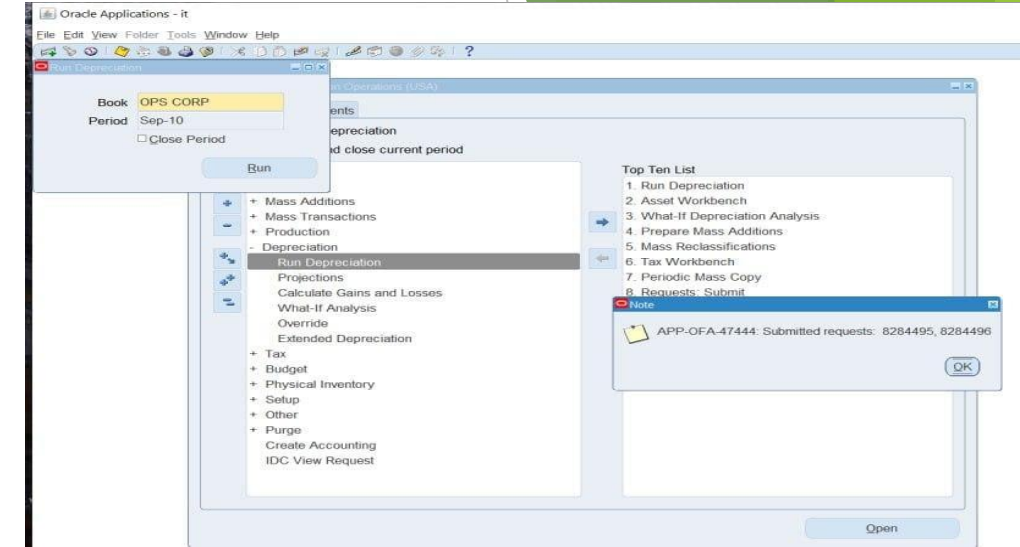 Oracle Applications - it
File Edit View Folder Tools Window Help
Run Depreciation
Book OPS CORP
Period Sep-10
Close Period
Run
Operations (USA)
ents
epreciation
d close current period
+ Mass Additions
+ Mass Transactions
+ Production
- Depreciation
Run Depreciation
Projections
Calculate Gains and Losses
What-If Analysis
Override
Extended Depreciation
+ Tax
+ Budget
+ Physical Inventory
+ Setup
+ Other
+ Purge
Create Accounting
IDC View Request
Top Ten List
1. Run Depreciation
2. Asset Workbench
3. What-If Depreciation Analysis
4. Prepare Mass Additions
5. Mass Reclassifications
6. Tax Workbench
7. Periodic Mass Copy
8. Requests: Submit
Note
APP-OFA-47444: Submitted requests: 8284495, 8284496
OK
Open